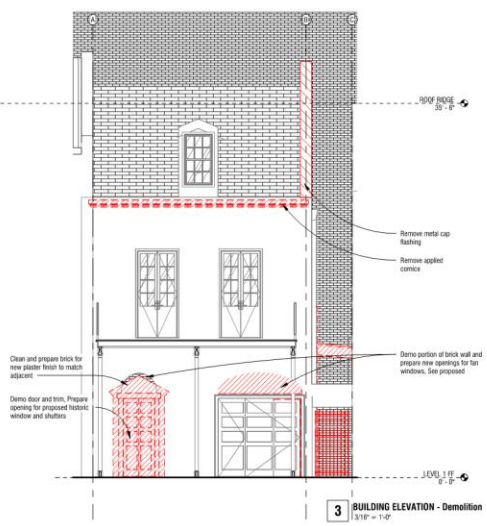 A
B
C
ROOF RIDGE
35' - 6"
Remove metal cap
flashing
Remove applied
cornice
Clean and prepare brick for
new plaster finish to match
adjacent
Demo door and trim, Prepare
opening for proposed historic
window and shutters
Demo portion of brick wall and
prepare new openings for fan
windows, See proposed
LEVEL 1 FF
0' - 0"
3 BUILDING ELEVATION - Demolition
3/16" = 1'-0"